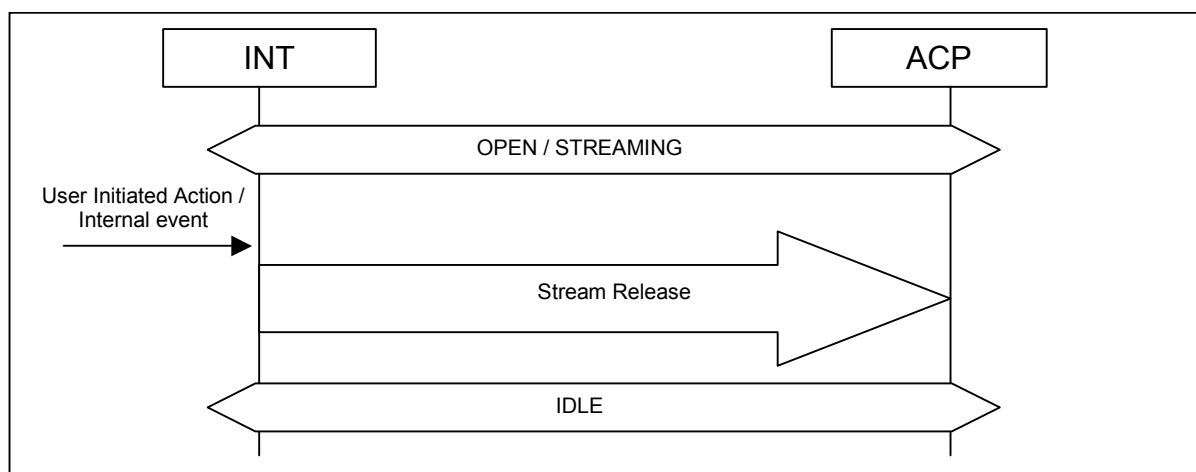 INT
ACP
OPEN / STREAMING
User Initiated Action /
Internal event
Stream Release
IDLE